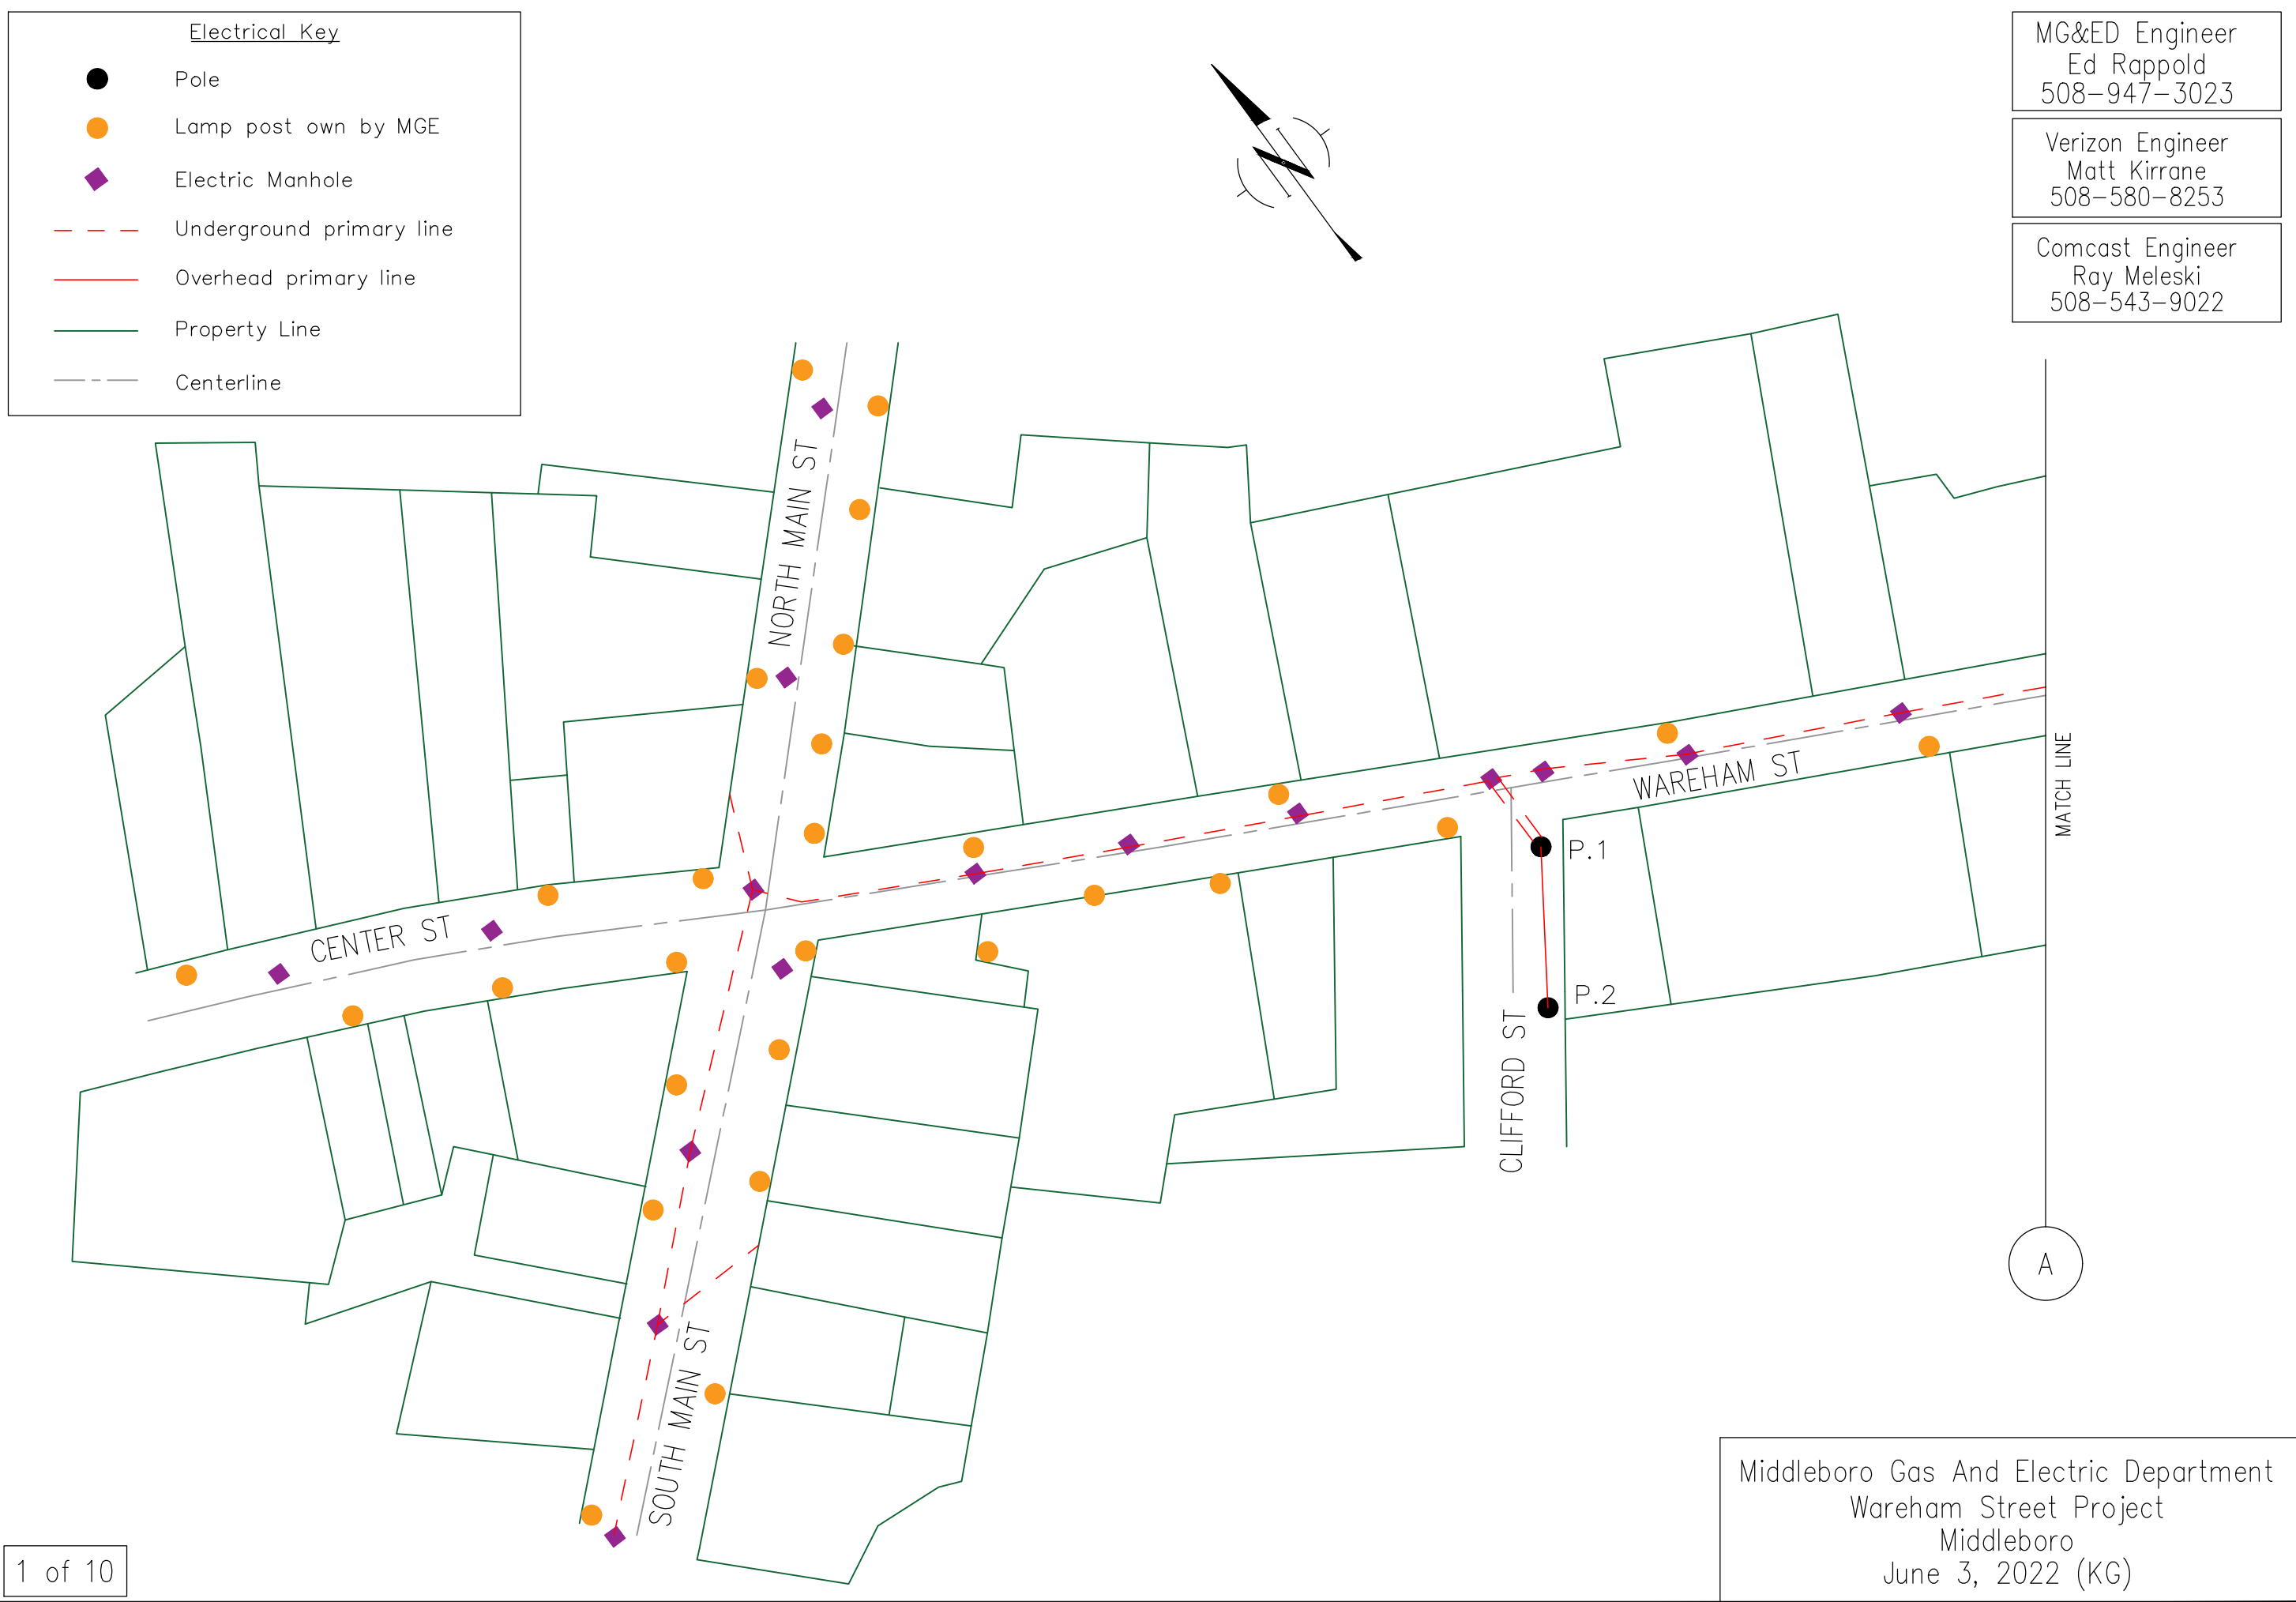 Electrical Key
Pole
Lamp post own by MGE
Electric Manhole
Underground primary line
Overhead primary line
Property Line
Centerline
MG&ED Engineer
Ed Rappold
508-947-3023
Verizon Engineer
Matt Kirrane
508-580-8253
Comcast Engineer
Ray Meleski
508-543-9022
N
NORTH MAIN ST
WAREHAM ST
MATCH LINE
P.1
CENTER ST
P.2
CLIFFORD ST
A
SOUTH MAIN ST
Middleboro Gas And Electric Department
Wareham Street Project
Middleboro
June 3, 2022 (KG)
1 of 10